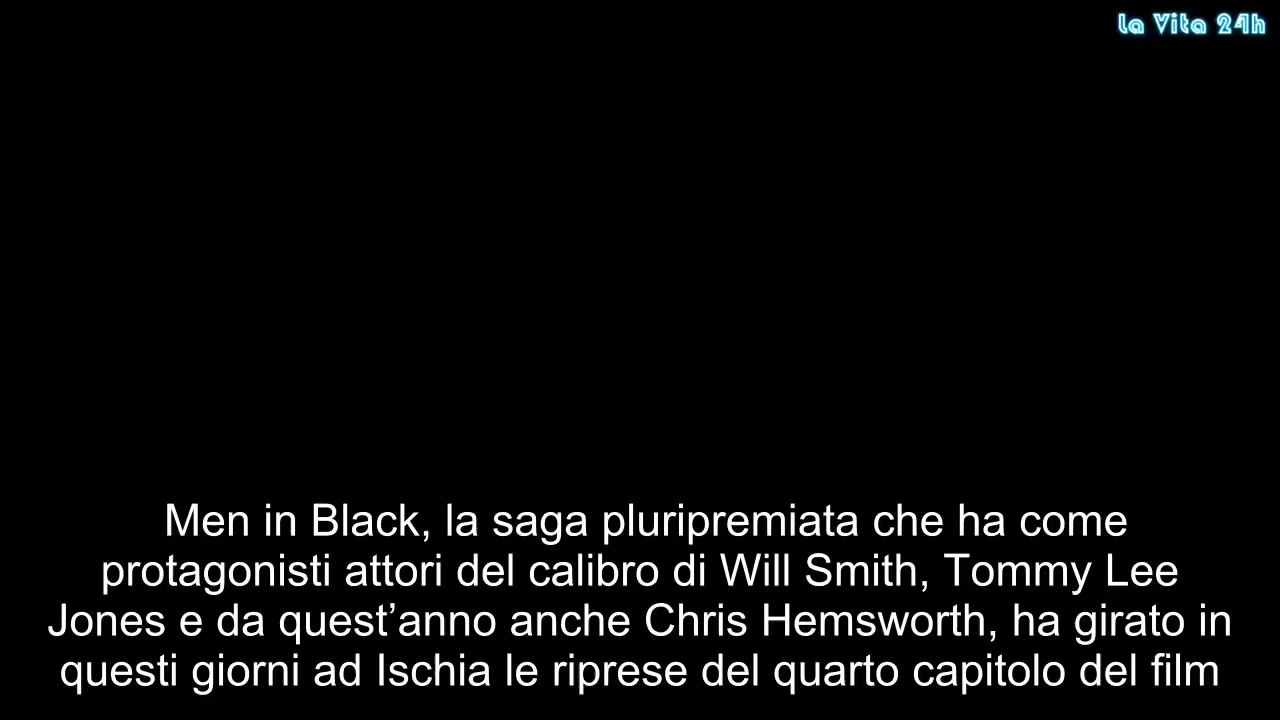 La Vita 24h
Men in Black, la saga pluripremiata che ha come
protagonisti attori del calibro di Will Smith, Tommy Lee
Jones e da quest’anno anche Chris Hemsworth, ha girato in
questi giorni ad Ischia le riprese del quarto capitolo del film